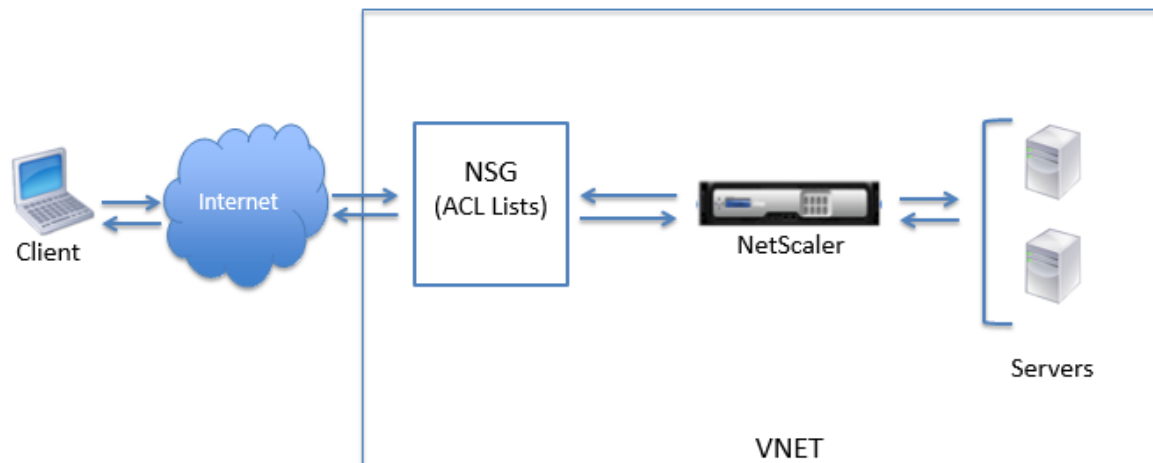 Client
Internet
NSG
(ACL Lists)
NetScaler
Servers
VNET